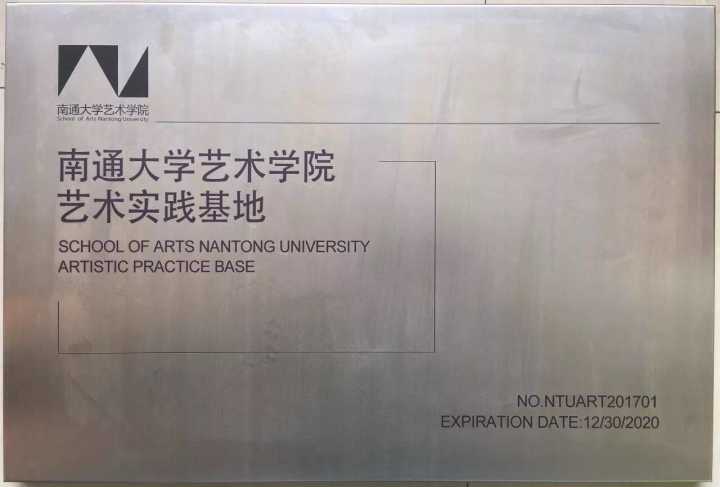 南通大学艺术学院
School of Arts Nantong University
南通大学艺术学院
艺术实践基地
SCHOOL OF ARTS NANTONG UNIVERSITY
ARTISTIC PRACTICE BASE
NO.NTUART201701
EXPIRATION DATE:12/30/2020